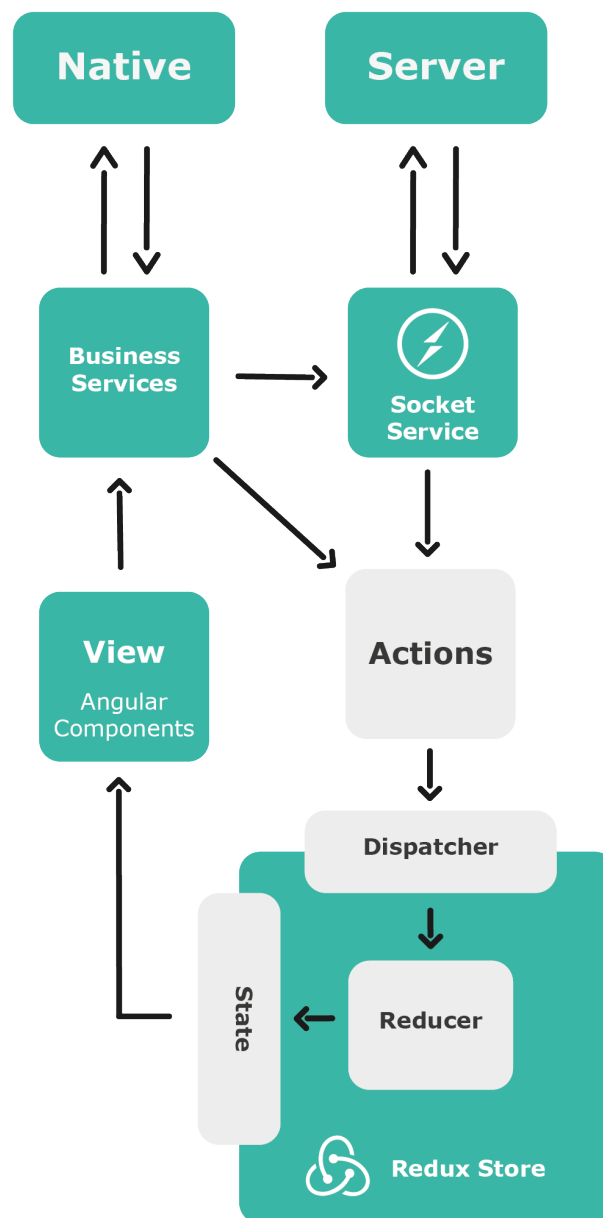 Native
Server
Business
Services
Socket
Service
View
Angular
Components
Actions
Dispatcher
State
Reducer
Redux Store